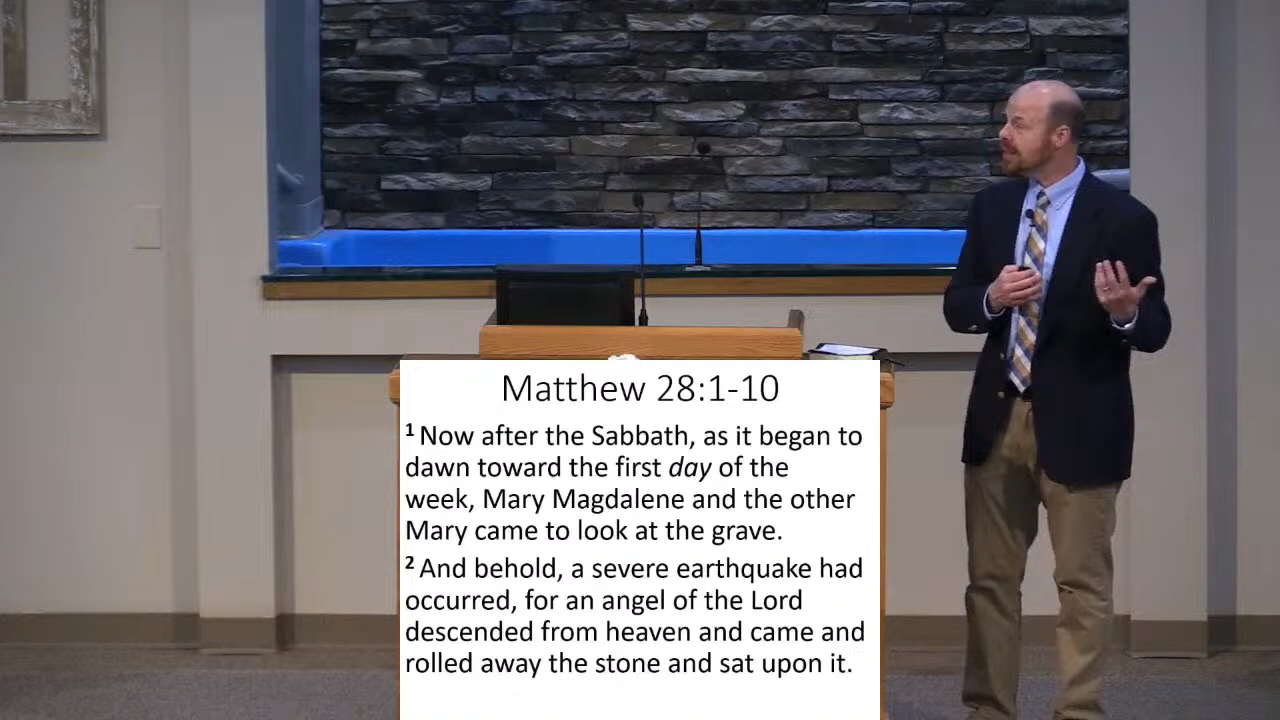 Matthew 28:1-10
1 Now after the Sabbath, as it began to
dawn toward the first day of the
week, Mary Magdalene and the other
Mary came to look at the grave.
2 And behold, a severe earthquake had
occurred, for an angel of the Lord
descended from heaven and came and
rolled away the stone and sat upon it.